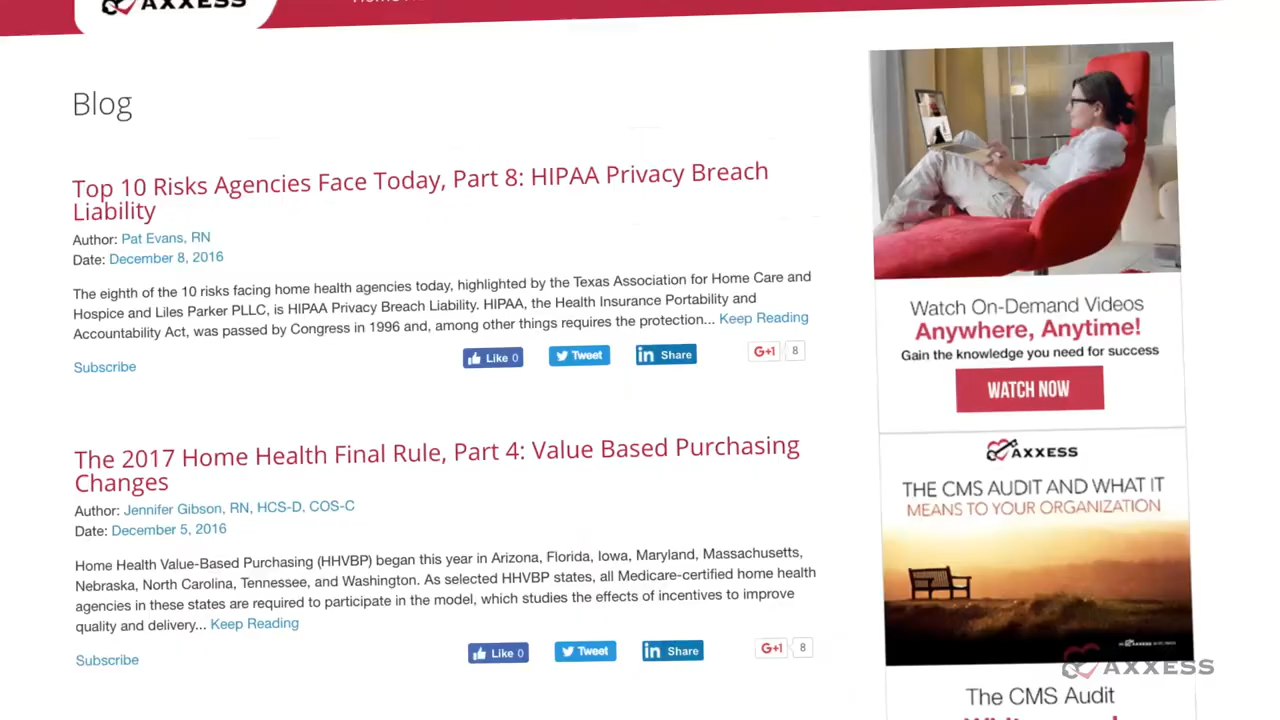 AXXESS
Blog
Top 10 Risks Agencies Face Today, Part 8: HIPAA Privacy Breach
Liability
Author: Pat Evans, RN
Date: December 8, 2016
The eighth of the 10 risks facing home health agencies today, highlighted by the Texas Association for Home Care and
Hospice and Liles Parker PLLC, is HIPAA Privacy Breach Liability. HIPAA, the Health Insurance Portability and
Accountability Act, was passed by Congress in 1996 and, among other things requires the protection... Keep Reading
Subscribe
Like 0
Tweet
in Share
G+1
8
The 2017 Home Health Final Rule, Part 4: Value Based Purchasing
Changes
Author: Jennifer Gibson, RN, HCS-D, COS-C
Date: December 5, 2016
Home Health Value-Based Purchasing (HHVBP) began this year in Arizona, Florida, Iowa, Maryland, Massachusetts,
Nebraska, North Carolina, Tennessee, and Washington. As selected HHVBP states, all Medicare-certified home health
agencies in these states are required to participate in the model, which studies the effects of incentives to improve
quality and delivery... Keep Reading
Subscribe
Like 0
Tweet
in Share
G+1
8
Watch On-Demand Videos
Anywhere, Anytime!
Gain the knowledge you need for success
WATCH NOW
AXXESS
THE CMS AUDIT AND WHAT IT
MEANS TO YOUR ORGANIZATION
AXXESS
The CMS Audit